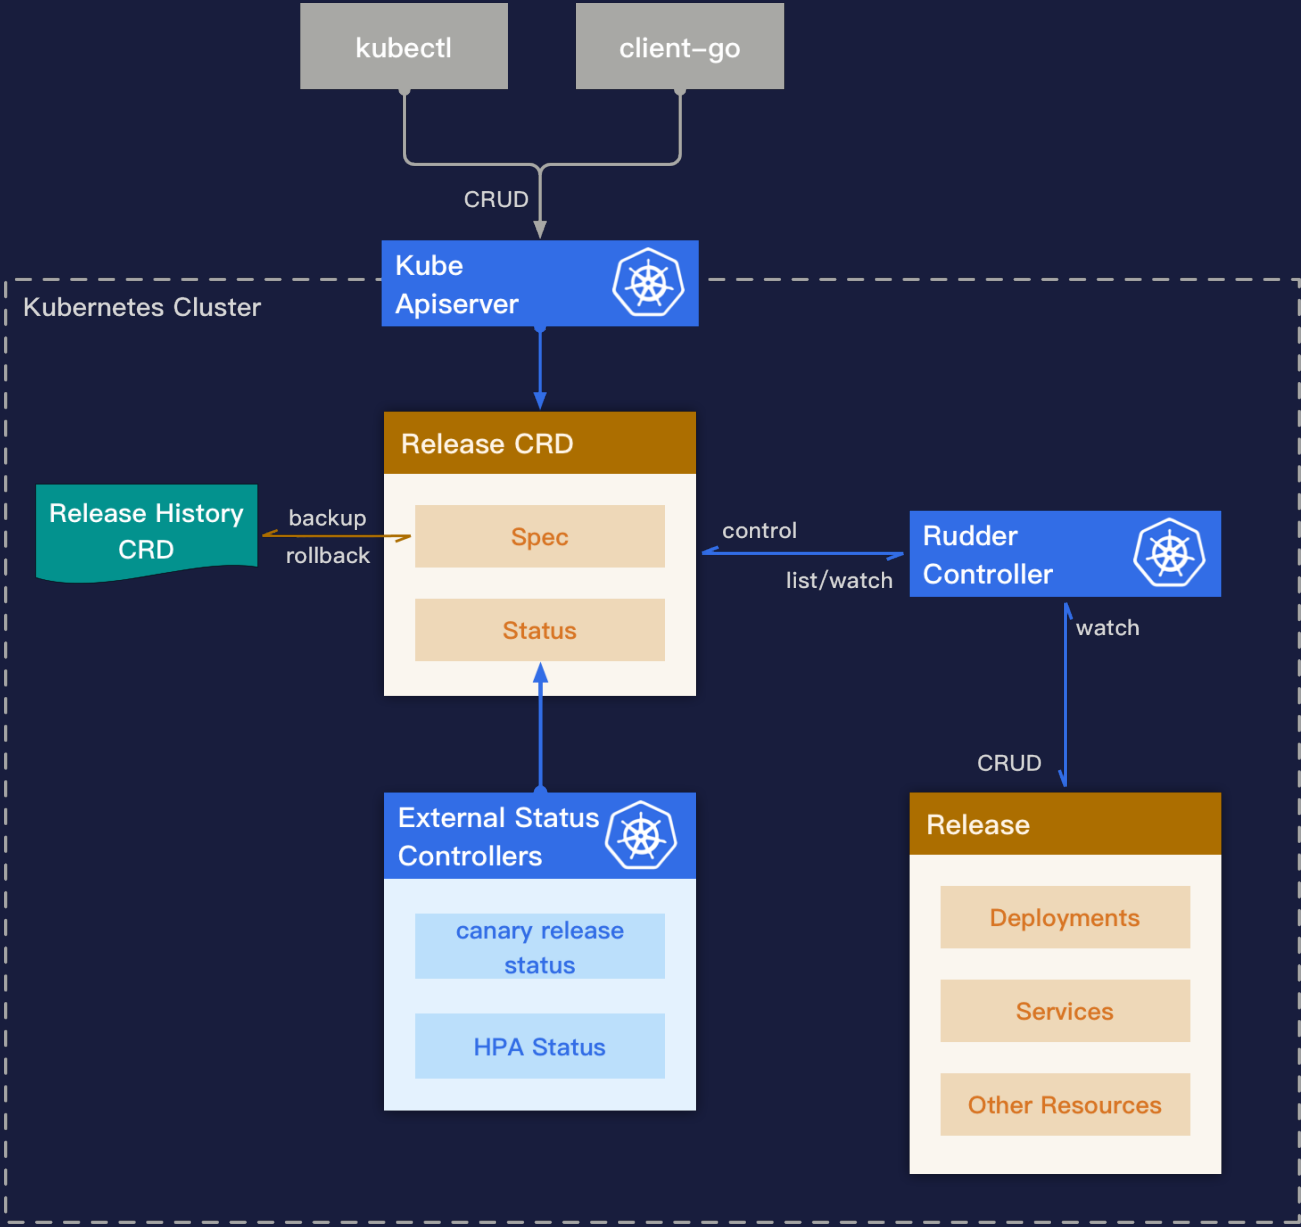 kubectl
client-go
CRUD
Kube
Apiserver
Kubernetes Cluster
Release CRD
Release History
CRD
backup
rollback
Spec
Status
control
list/watch
Rudder
Controller
watch
CRUD
External Status
Controllers
canary release
status
HPA Status
Release
Deployments
Services
Other Resources